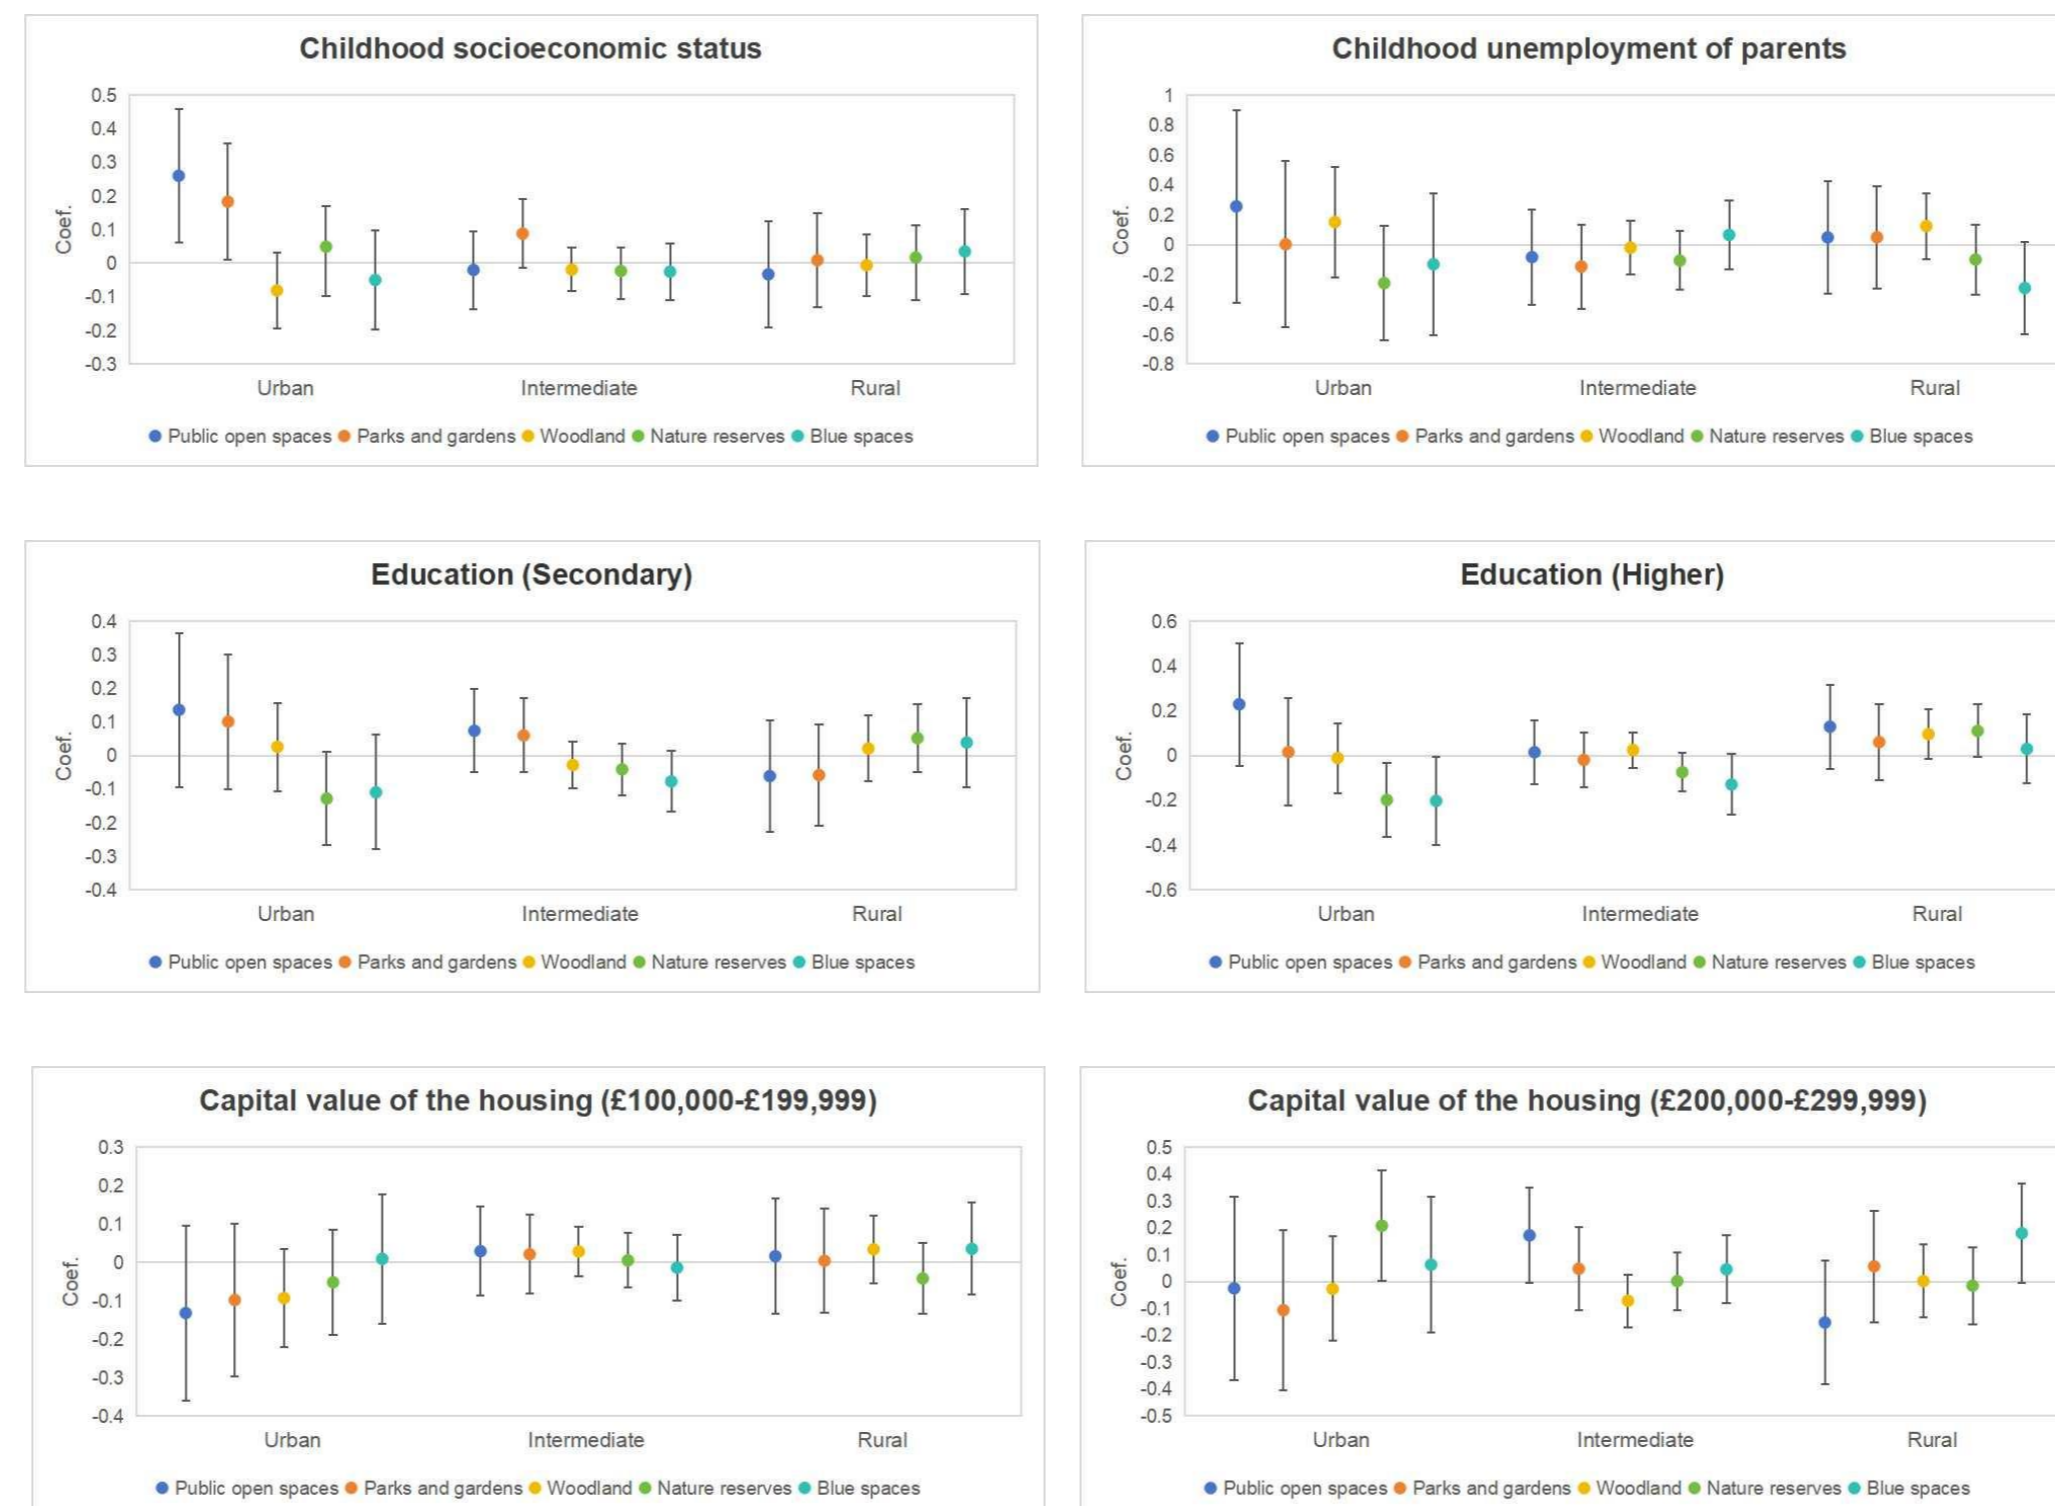 Childhood socioeconomic status
0.5
0.4
0.3
0.2
0.1
0
-0.1
-0.2
-0.3
Coef.
Urban Intermediate Rural
Public open spaces Parks and gardens Woodland Nature reserves Blue spaces
Childhood unemployment of parents
1
0.8
0.6
0.4
0.2
0
-0.2
-0.4
-0.6
-0.8
Coef.
Urban Intermediate Rural
Public open spaces Parks and gardens Woodland Nature reserves Blue spaces
Education (Secondary)
0.4
0.3
0.2
0.1
0
-0.1
-0.2
-0.3
-0.4
Coef.
Urban Intermediate Rural
Public open spaces Parks and gardens Woodland Nature reserves Blue spaces
Education (Higher)
0.6
0.4
0.2
0
-0.2
-0.4
-0.6
Coef.
Urban Intermediate Rural
Public open spaces Parks and gardens Woodland Nature reserves Blue spaces
Capital value of the housing (£100,000-£199,999)
0.3
0.2
0.1
0
-0.1
-0.2
-0.3
-0.4
Coef.
Urban Intermediate Rural
Public open spaces Parks and gardens Woodland Nature reserves Blue spaces
Capital value of the housing (£200,000-£299,999)
0.5
0.4
0.3
0.2
0.1
0
-0.1
-0.2
-0.3
-0.4
-0.5
Coef.
Urban Intermediate Rural
Public open spaces Parks and gardens Woodland Nature reserves Blue spaces